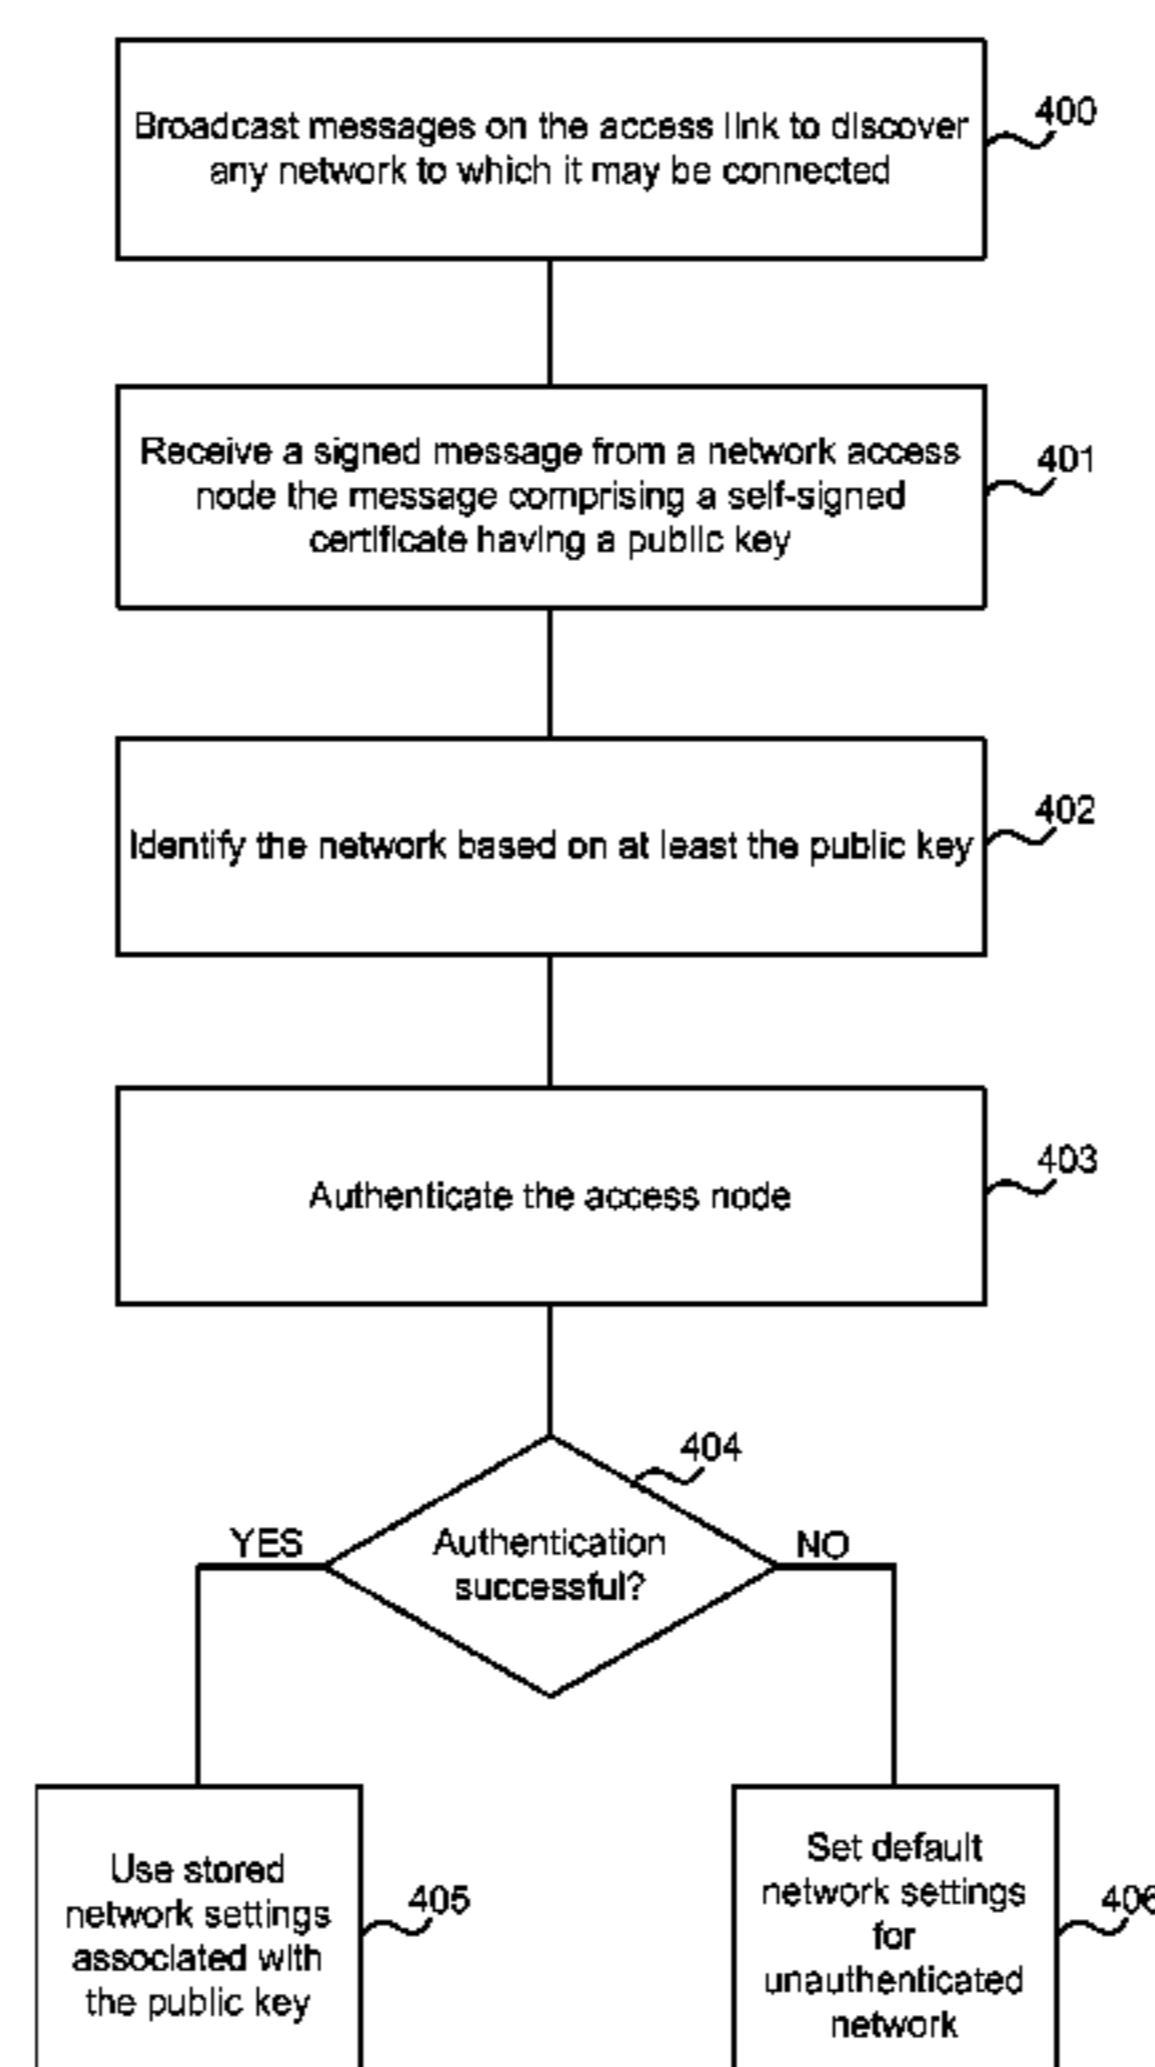 400
Broadcast messages on the access link to discover
any network to which it may be connected
401
Receive a signed message from a network access
node the message comprising a self-signed
certificate having a public key
402
Identify the network based on at least the public key
403
Authenticate the access node
404
YES
Authentication
successful?
NO
Use stored
network settings
associated with
the public key
405
Set default
network settings
for
unauthenticated
network
406